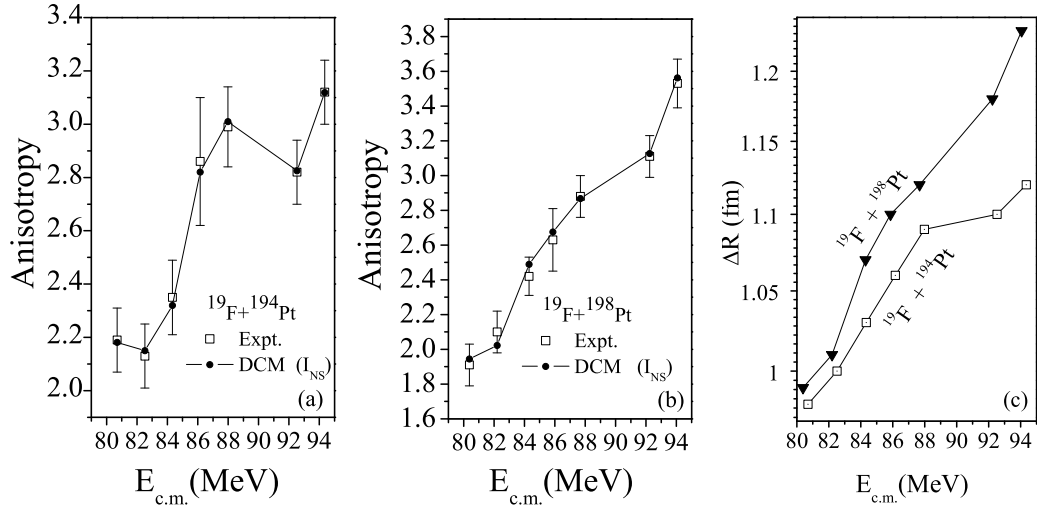 3.4
3.2
3.0
2.8
2.6
2.4
2.2
2.0
Anisotropy
19F+194Pt
Expt.
DCM (INS)
(a)
80 82 84 86 88 90 92 94
Ec.m.(MeV)
3.8
3.6
3.4
3.2
3.0
2.8
2.6
2.4
2.2
2.0
1.8
1.6
Anisotropy
19F+198Pt
Expt.
DCM (INS)
(b)
80 82 84 86 88 90 92 94
Ec.m.(MeV)
1.2
1.15
1.10
1.05
1
ΔR (fm)
19F + 198Pt
19F + 194Pt
(c)
80 82 84 86 88 90 92 94
Ec.m.(MeV)